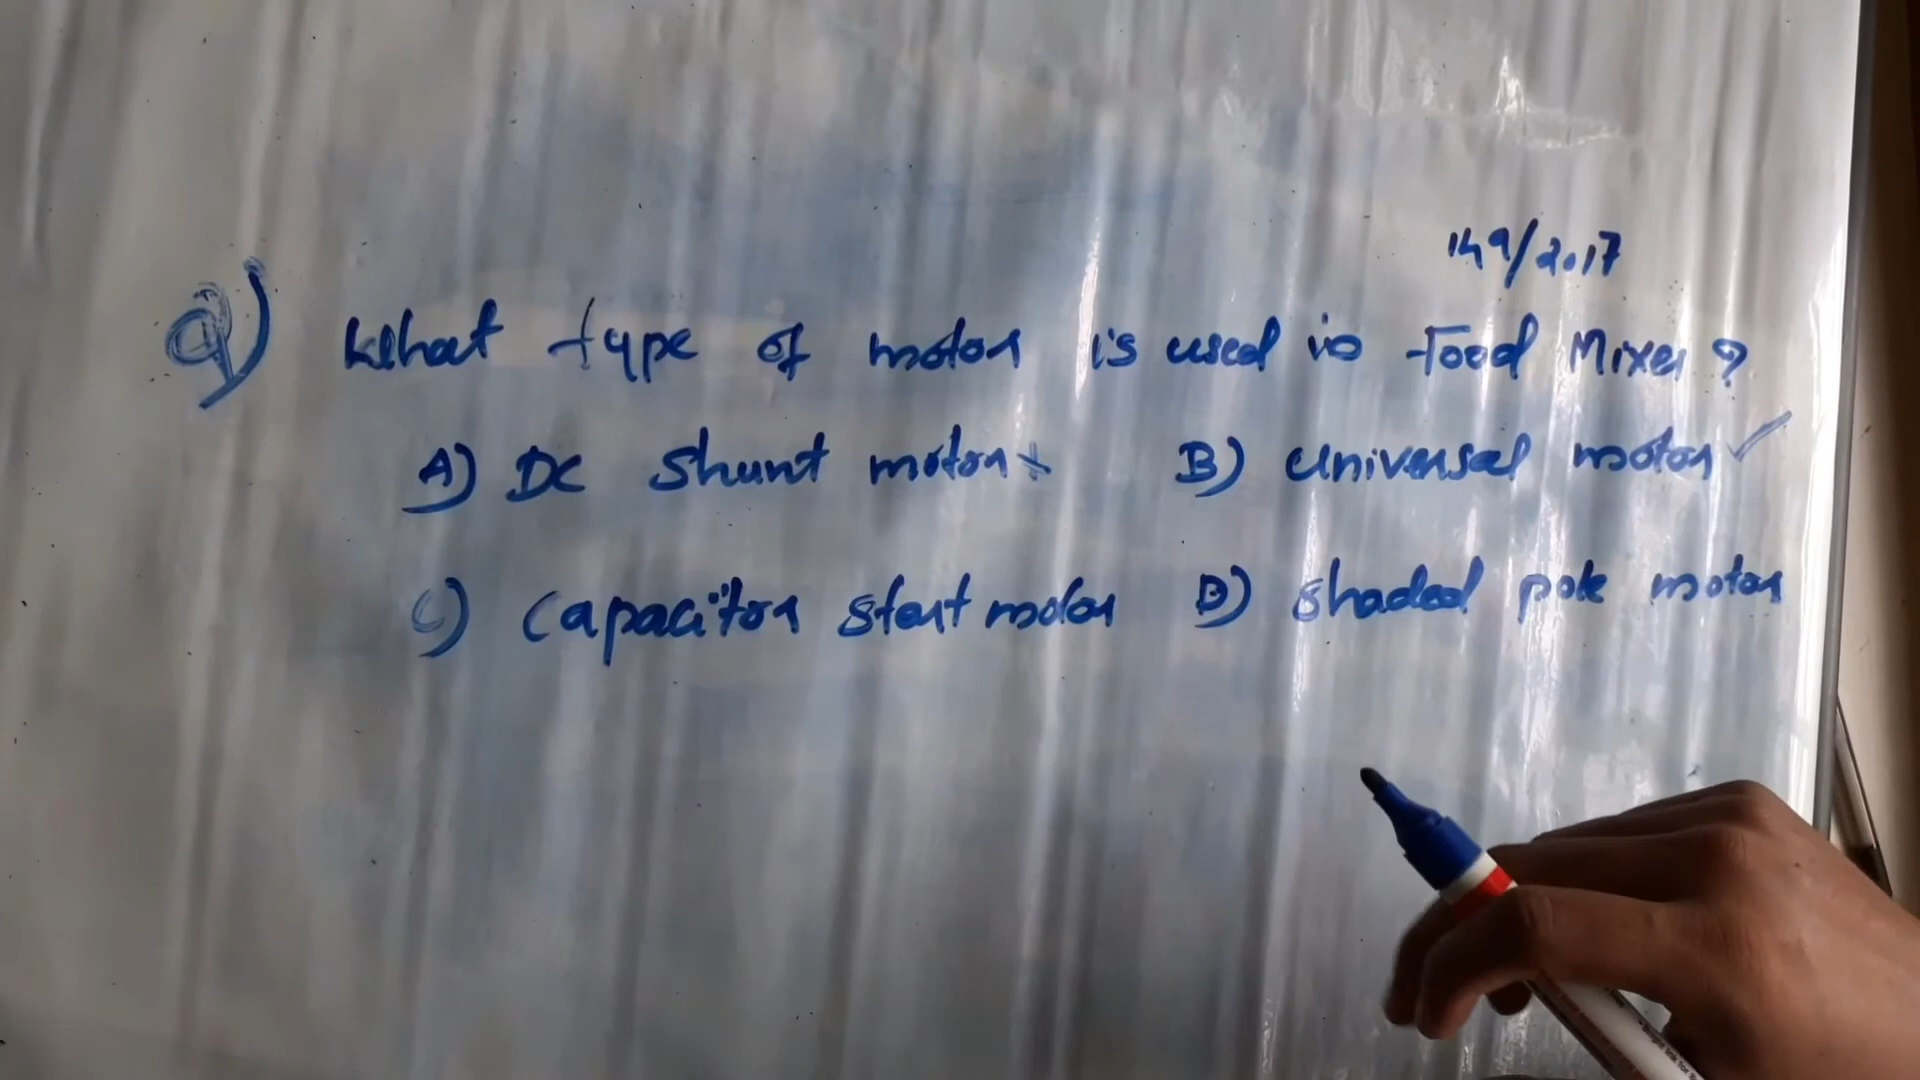 149/2017
Q) What type of motor is used in Food Mixer?
A) DC Shunt motor B) Universal motor ✓
C) Capacitor start motor D) Shaded pole motor